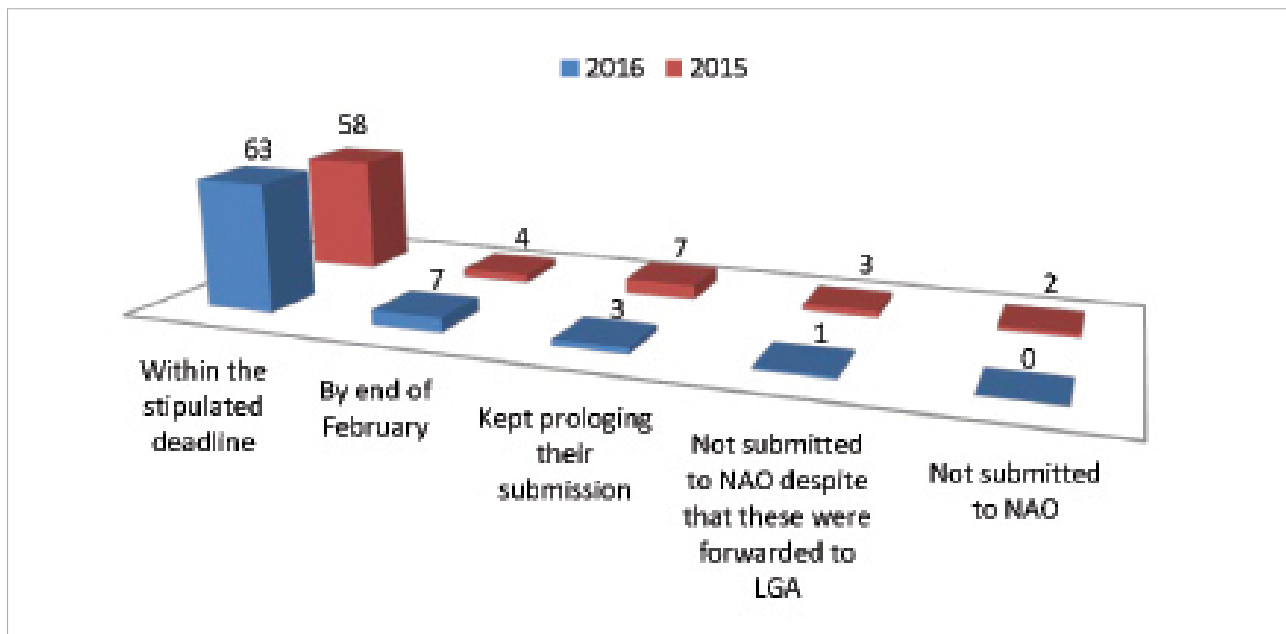 2016 2015
63
58
7
4
3
7
1
3
0
2
Within the
stipulated
deadline
By end of
February
Kept prologing
their
submission
Not submitted
to NAO despite
that these were
forwarded to
LGA
Not submitted
to NAO